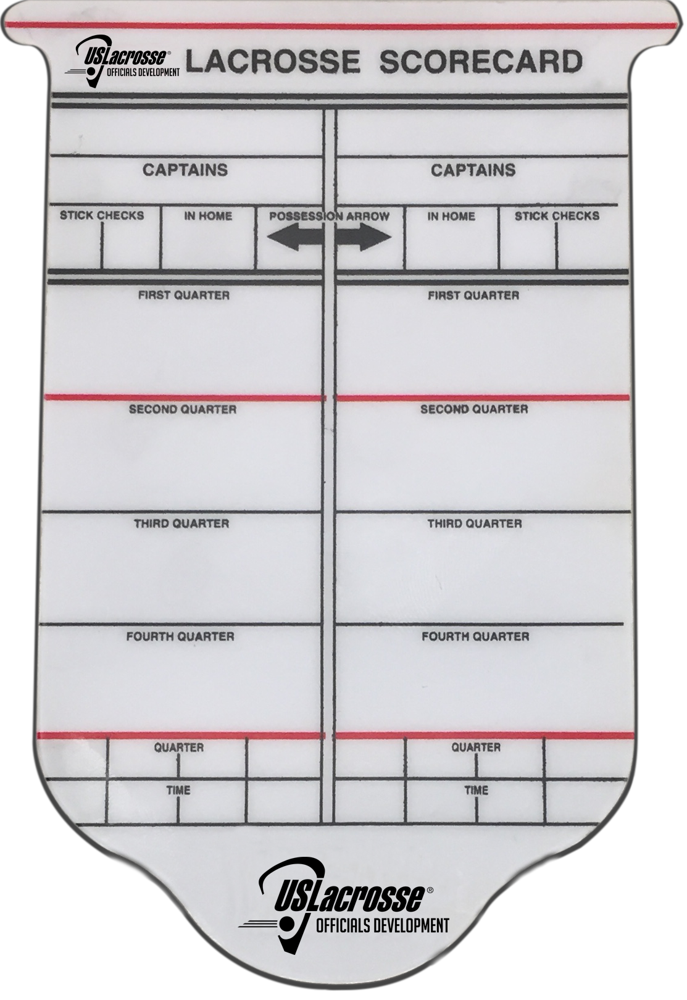 USLacrosse®
OFFICIALS DEVELOPMENT
LACROSSE SCORECARD
CAPTAINS
CAPTAINS
STICK CHECKS
IN HOME
POSSESSION ARROW
IN HOME
STICK CHECKS
FIRST QUARTER
FIRST QUARTER
SECOND QUARTER
SECOND QUARTER
THIRD QUARTER
THIRD QUARTER
FOURTH QUARTER
FOURTH QUARTER
QUARTER
QUARTER
TIME
TIME
USLacrosse®
OFFICIALS DEVELOPMENT